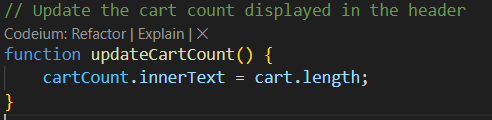 // Update the cart count displayed in the header
Codeium: Refactor | Explain | ×
function updateCartCount() {
    cartCount.innerText = cart.length;
}